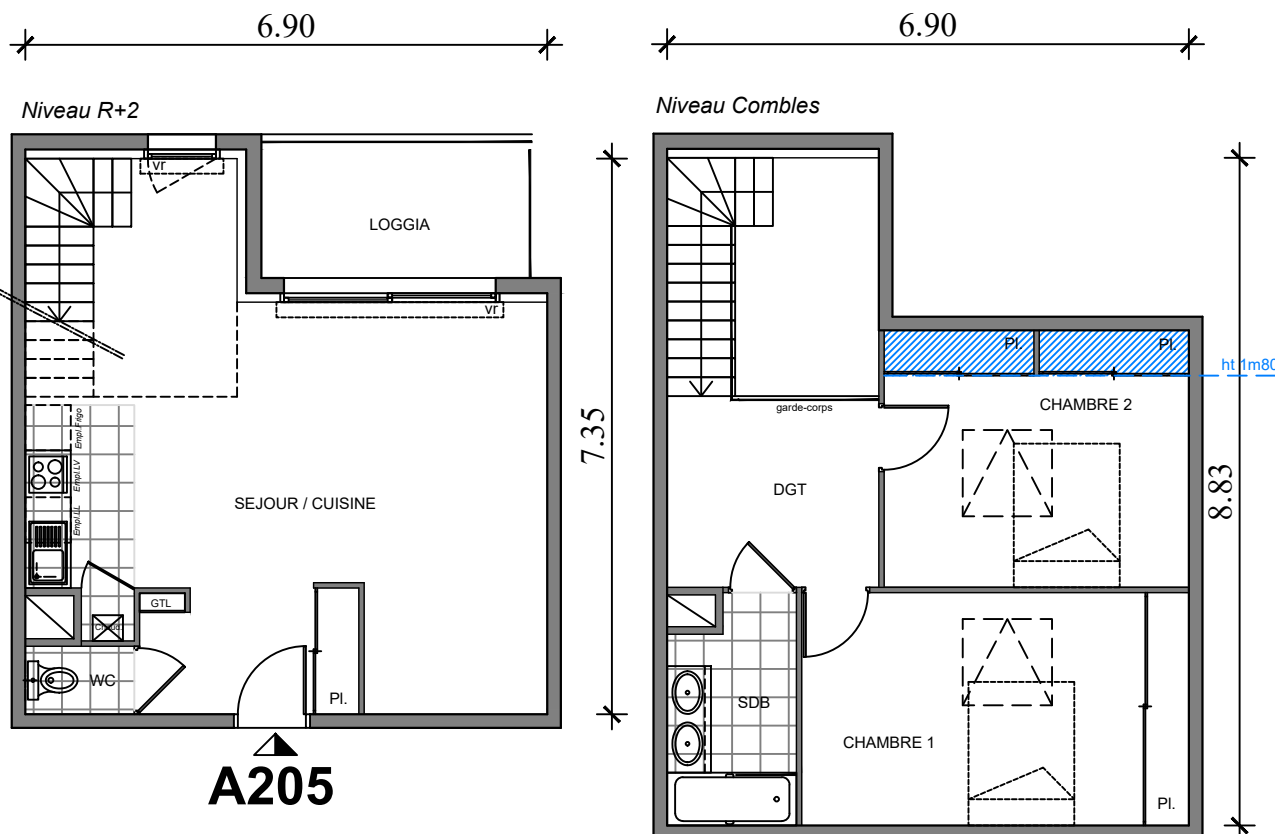 6.90
6.90
Niveau R+2
Niveau Combles
vr
LOGGIA
vr
Pl.
Pl.
ht 1m80
CHAMBRE 2
garde-corps
7.35
8.83
Empl.Frigo
Empl.LV
Empl.LL
SEJOUR / CUISINE
DGT
GTL
WC
Pl.
SDB
CHAMBRE 1
Pl.
A205